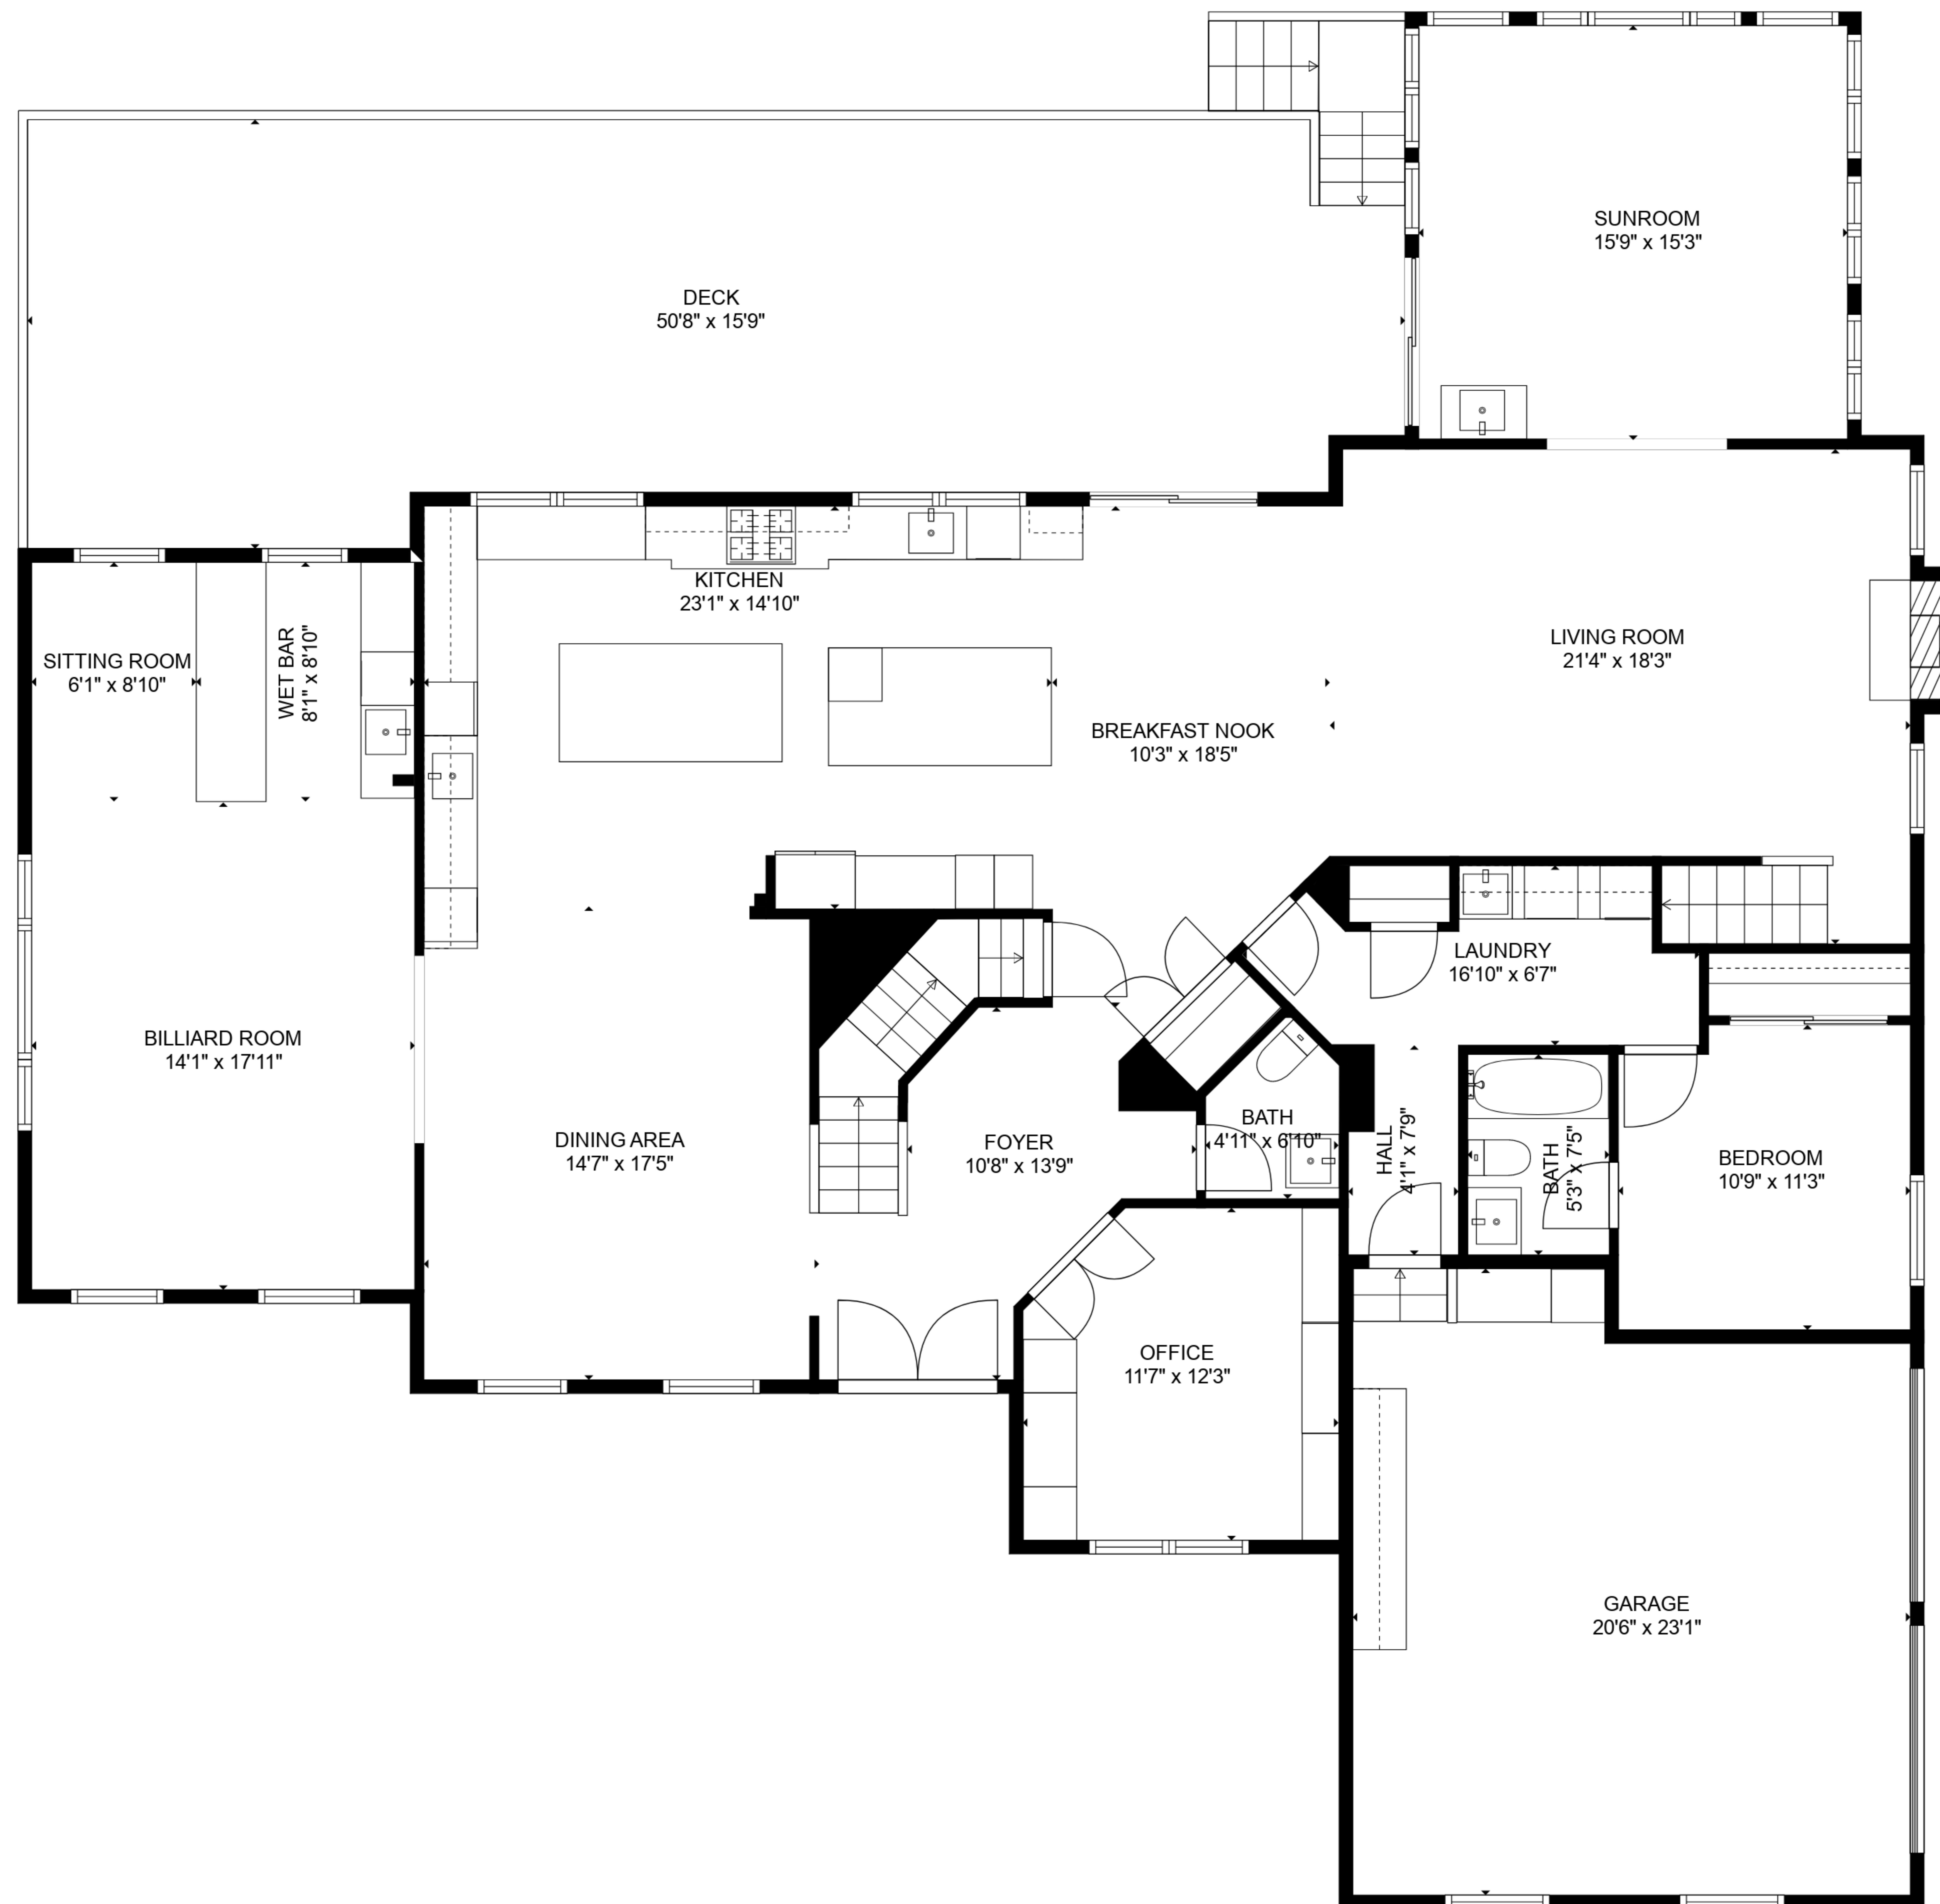 SUNROOM
15'9" x 15'3"
DECK
50'8" x 15'9"
KITCHEN
23'1" x 14'10"
SITTING ROOM
6'1" x 8'10"
WET BAR
8'1" x 8'10"
LIVING ROOM
21'4" x 18'3"
BREAKFAST NOOK
10'3" x 18'5"
LAUNDRY
16'10" x 6'7"
BILLIARD ROOM
14'1" x 17'11"
DINING AREA
14'7" x 17'5"
FOYER
10'8" x 13'9"
BATH
4'11" x 6'10"
HALL
4'1" x 7'9"
BATH
5'3" x 7'5"
BEDROOM
10'9" x 11'3"
OFFICE
11'7" x 12'3"
GARAGE
20'6" x 23'1"